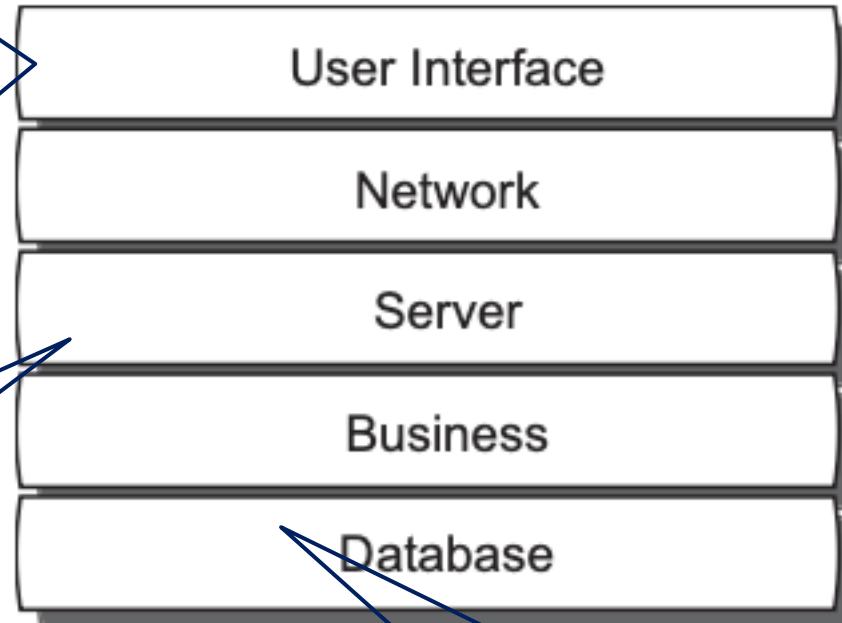 User Interface
Network
Server
Business
Database